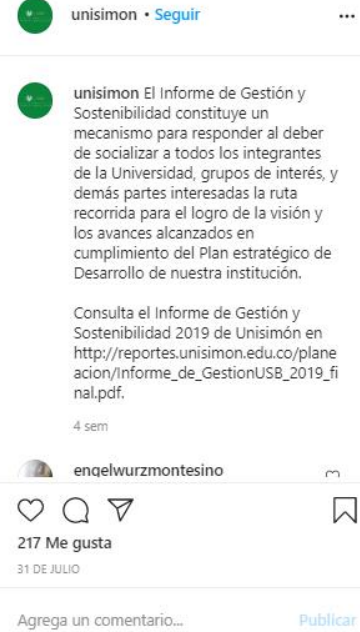 unisimon • Seguir
unisimon El Informe de Gestión y
Sostenibilidad constituye un
mecanismo para responder al deber
de socializar a todos los integrantes
de la Universidad, grupos de interés, y
demás partes interesadas la ruta
recorrida para el logro de la visión y
los avances alcanzados en
cumplimiento del Plan estratégico de
Desarrollo de nuestra institución.
Consulta el Informe de Gestión y
Sostenibilidad 2019 de Unisimón en
http://reportes.unisimon.edu.co/plane
acion/Informe_de_GestionUSB_2019_fi
nal.pdf.
4 sem
engelwurzmontesino
217 Me gusta
31 DE JULIO
Agrega un comentario...
Publicar